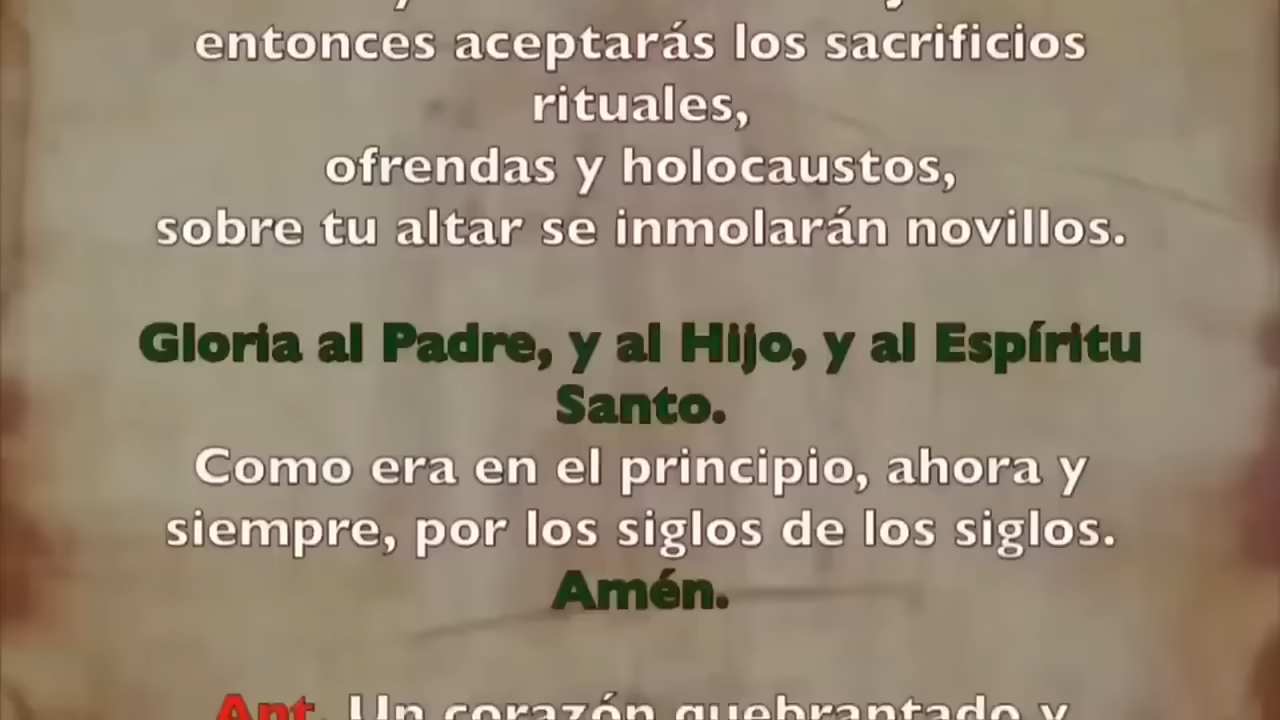 entonces aceptarás los sacrificios
rituales,
ofrendas y holocaustos,
sobre tu altar se inmolarán novillos.
Gloria al Padre, y al Hijo, y al Espíritu
Santo.
Como era en el principio, ahora y
siempre, por los siglos de los siglos.
Amén.
Ant. Un corazón quebrantado y